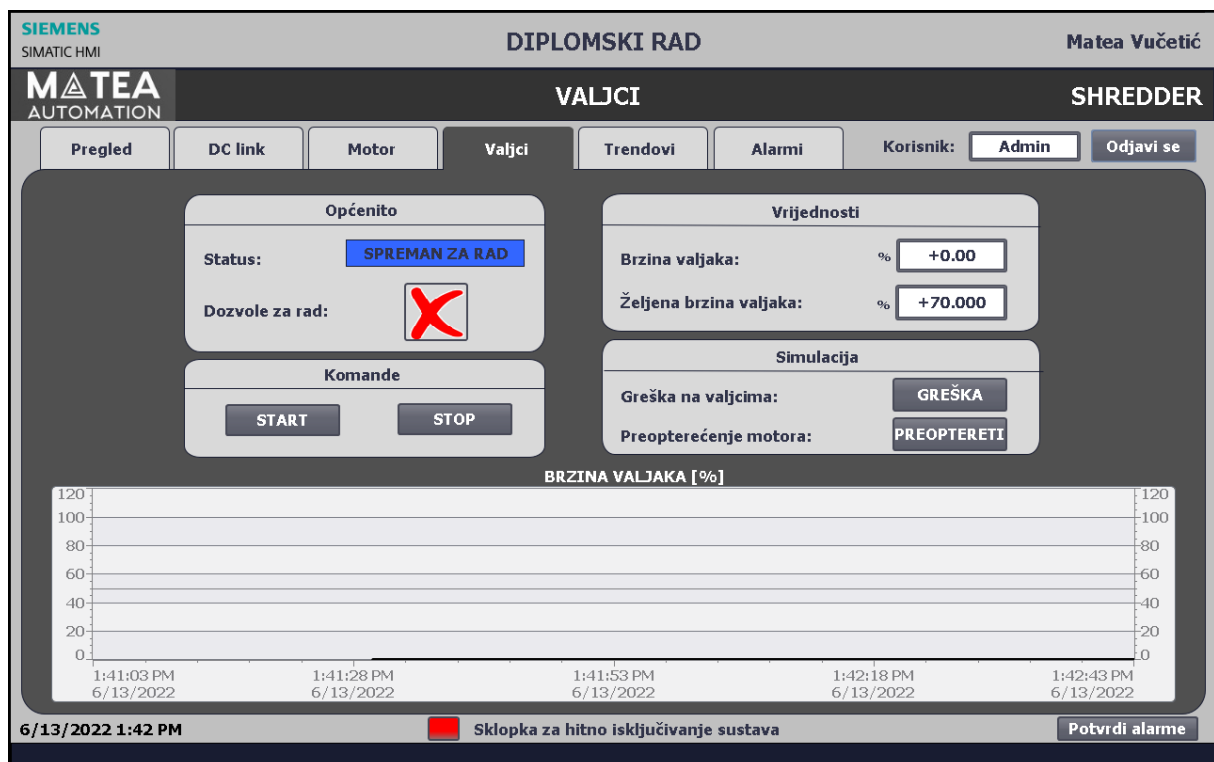 SIEMENS
SIMATIC HMI
DIPLOMSKI RAD
Matea Vučetić
MATEA
AUTOMATION
VALJCI
SHREDDER
Pregled
DC link
Motor
Valjci
Trendovi
Alarmi
Korisnik:
Admin
Odjavi se
Općenito
Status:
SPREMAN ZA RAD
Dozvole za rad:
Komande
START
STOP
Vrijednosti
Brzina valjaka:
%
+0.00
Željena brzina valjaka:
%
+70.000
Simulacija
Greška na valjcima:
GREŠKA
Preopterećenje motora:
PREOPTERETI
BRZINA VALJAKA [%]
120
100
80
60
40
20
0
120
100
80
60
40
20
0
1:41:03 PM
6/13/2022
1:41:28 PM
6/13/2022
1:41:53 PM
6/13/2022
1:42:18 PM
6/13/2022
1:42:43 PM
6/13/2022
6/13/2022 1:42 PM
Sklopka za hitno isključivanje sustava
Potvrdi alarme